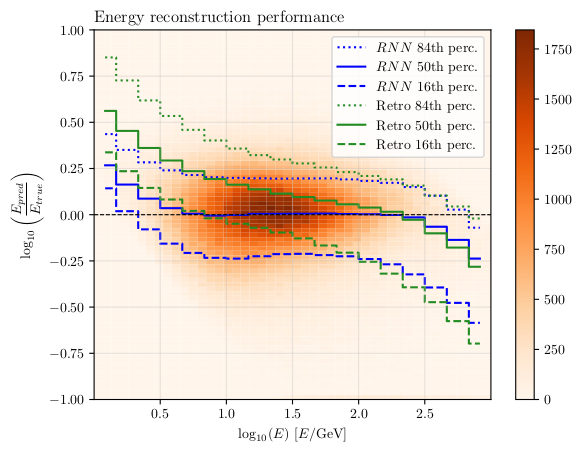 Energy reconstruction performance
1.00
0.75
0.50
0.25
0.00
−0.25
−0.50
−0.75
−1.00
log10(Epred/Etrue)
RNN 84th perc.
RNN 50th perc.
RNN 16th perc.
Retro 84th perc.
Retro 50th perc.
Retro 16th perc.
0.5 1.0 1.5 2.0 2.5
log10(E) [E/GeV]
1750
1500
1250
1000
750
500
250
0